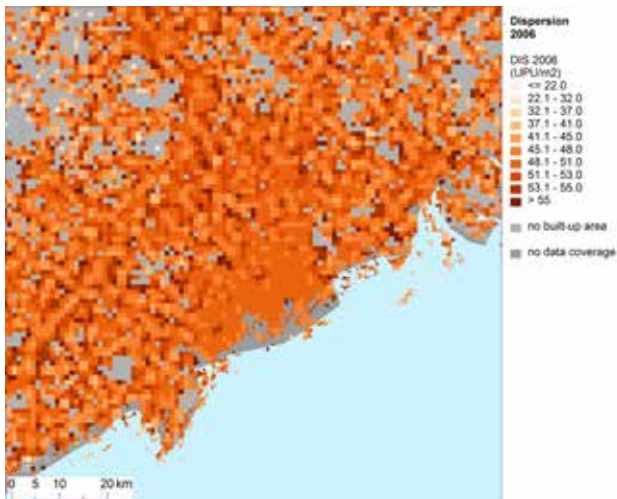 Dispersion
2006
DIS 2006
(UPU/m2)
<= 22.0
22.1 - 32.0
32.1 - 37.0
37.1 - 41.0
41.1 - 45.0
45.1 - 48.0
48.1 - 51.0
51.1 - 53.0
53.1 - 55.0
> 55
no built-up area
no data coverage
0 5 10 20 km